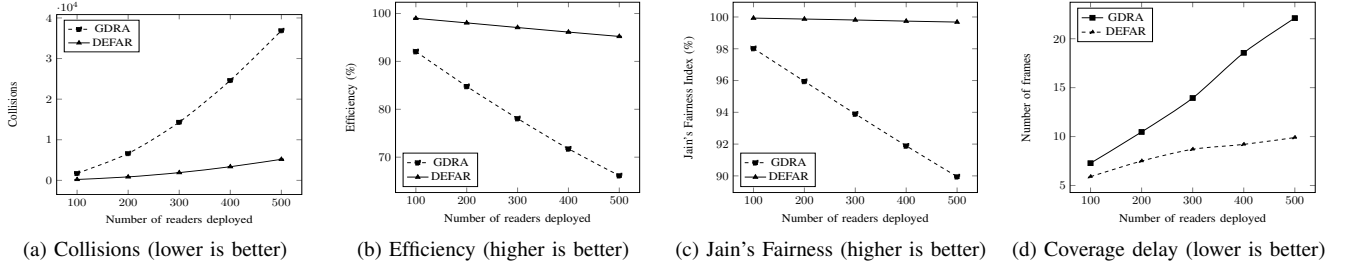 ·10⁴
4
3
2
1
0
Collisions
GDRA
DEFAR
100 200 300 400 500
Number of readers deployed
(a) Collisions (lower is better)
100
90
80
70
Efficiency (%)
GDRA
DEFAR
100 200 300 400 500
Number of readers deployed
(b) Efficiency (higher is better)
100
98
96
94
92
90
Jain's Fairness Index (%)
GDRA
DEFAR
100 200 300 400 500
Number of readers deployed
(c) Jain's Fairness (higher is better)
20
15
10
5
Number of frames
GDRA
DEFAR
100 200 300 400 500
Number of readers deployed
(d) Coverage delay (lower is better)